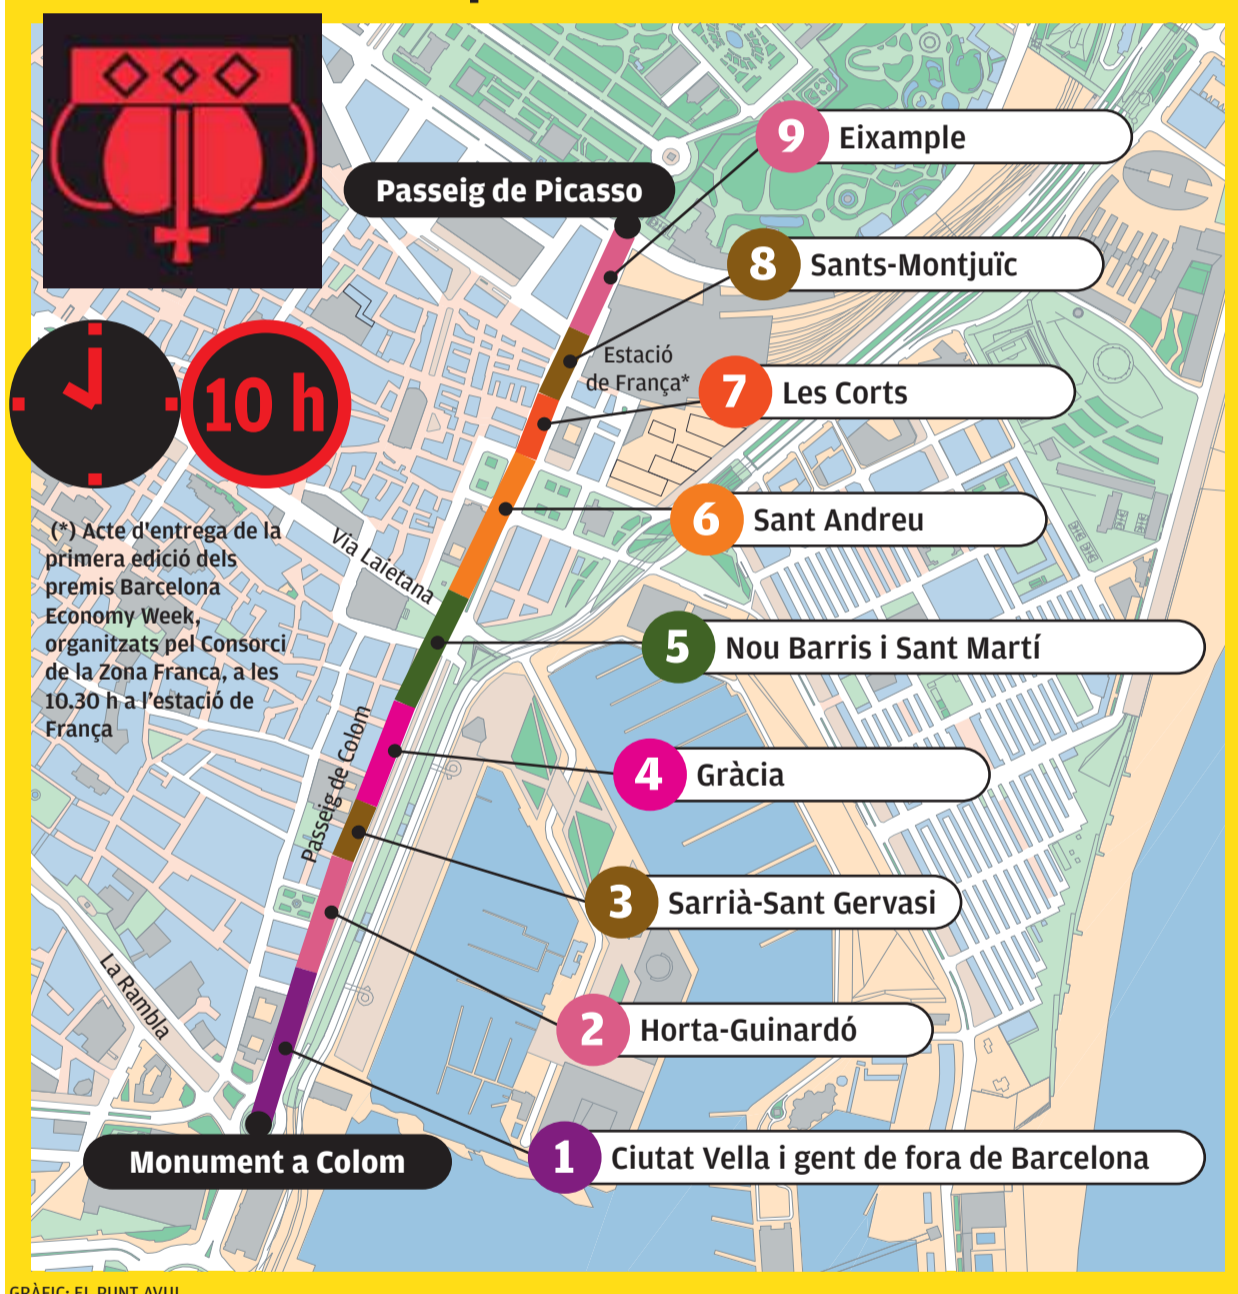 9 Eixample
Passeig de Picasso
8 Sants-Montjuïc
Estació
de França*
7 Les Corts
10 h
6 Sant Andreu
(*) Acte d'entrega de la
primera edició dels
premis Barcelona
Economy Week,
organitzats pel Consorci
de la Zona Franca, a les
10.30 h a l'estació de
França
Via Laietana
5 Nou Barris i Sant Martí
Passeig de Colom
4 Gràcia
3 Sarrià-Sant Gervasi
La Rambla
2 Horta-Guinardó
Monument a Colom
1 Ciutat Vella i gent de fora de Barcelona
GRÀFIC: EL PUNT AVUI